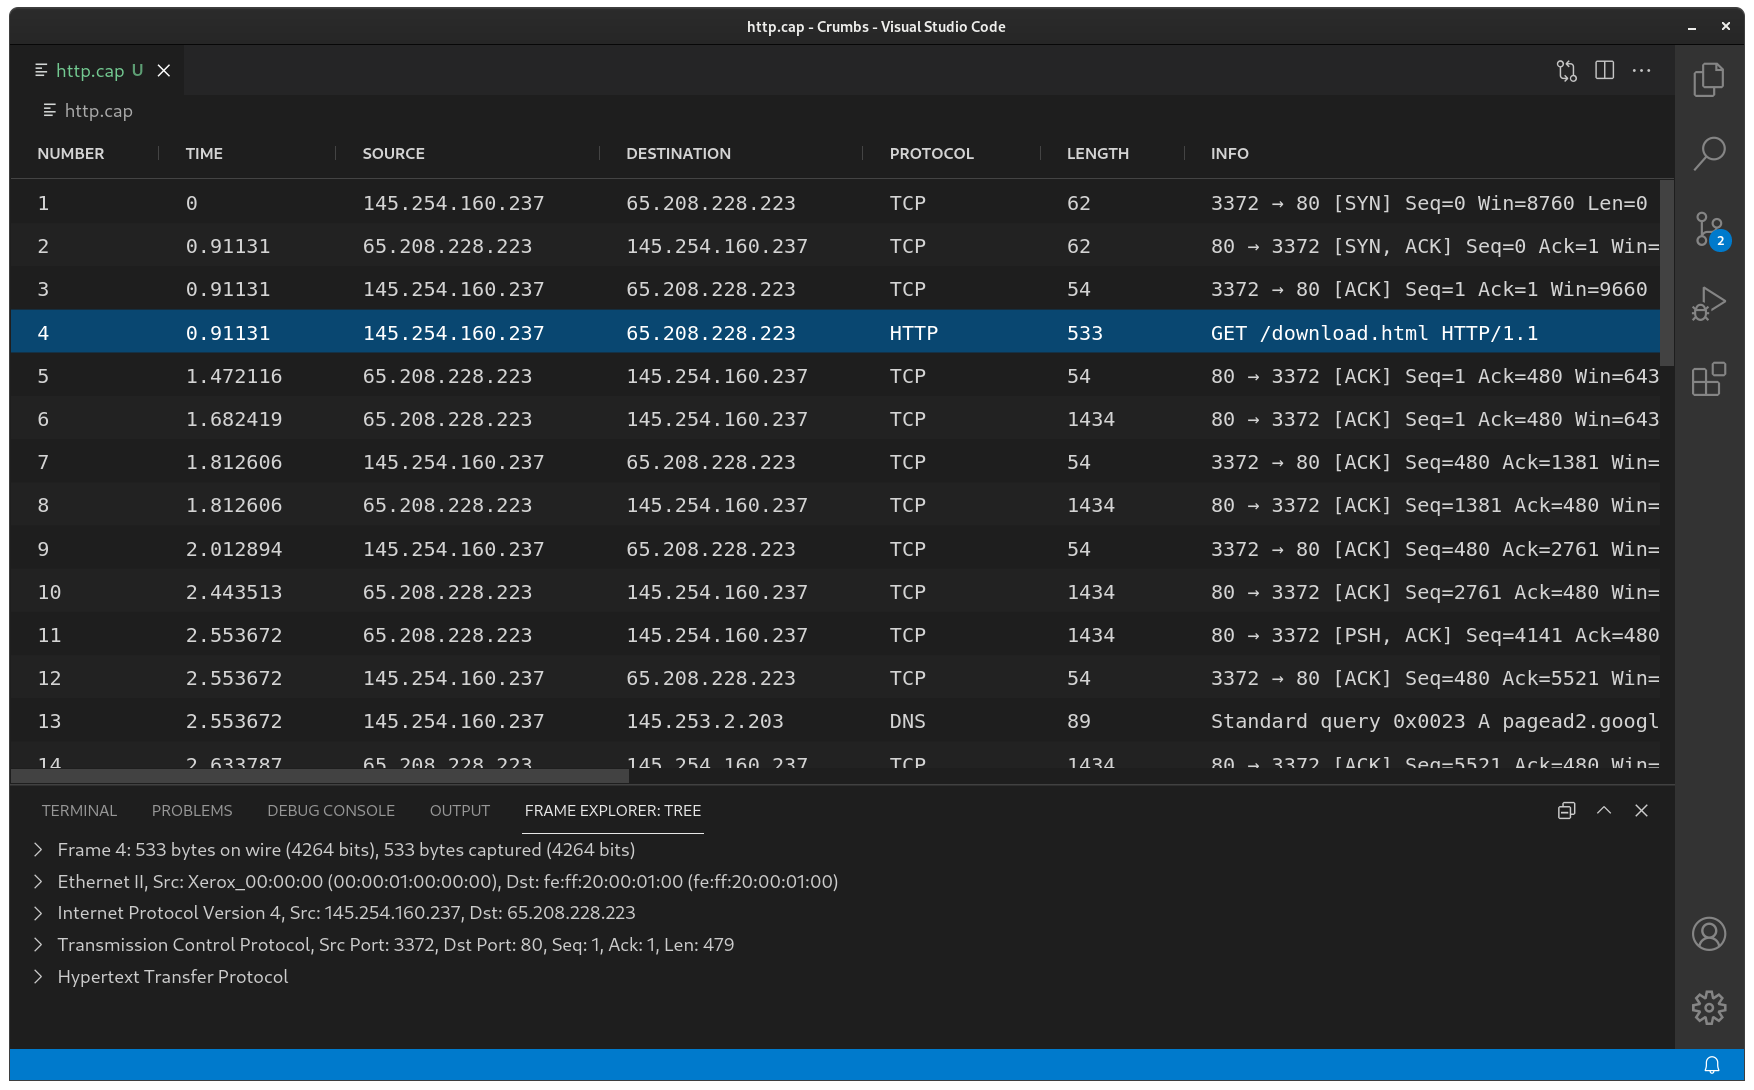 http.cap - Crumbs - Visual Studio Code
http.cap U
http.cap
NUMBER TIME SOURCE DESTINATION PROTOCOL LENGTH INFO
1 0 145.254.160.237 65.208.228.223 TCP 62 3372 → 80 [SYN] Seq=0 Win=8760 Len=0
2 0.91131 65.208.228.223 145.254.160.237 TCP 62 80 → 3372 [SYN, ACK] Seq=0 Ack=1 Win=
3 0.91131 145.254.160.237 65.208.228.223 TCP 54 3372 → 80 [ACK] Seq=1 Ack=1 Win=9660
4 0.91131 145.254.160.237 65.208.228.223 HTTP 533 GET /download.html HTTP/1.1
5 1.472116 65.208.228.223 145.254.160.237 TCP 54 80 → 3372 [ACK] Seq=1 Ack=480 Win=643
6 1.682419 65.208.228.223 145.254.160.237 TCP 1434 80 → 3372 [ACK] Seq=1 Ack=480 Win=643
7 1.812606 145.254.160.237 65.208.228.223 TCP 54 3372 → 80 [ACK] Seq=480 Ack=1381 Win=
8 1.812606 65.208.228.223 145.254.160.237 TCP 1434 80 → 3372 [ACK] Seq=1381 Ack=480 Win=
9 2.012894 145.254.160.237 65.208.228.223 TCP 54 3372 → 80 [ACK] Seq=480 Ack=2761 Win=
10 2.443513 65.208.228.223 145.254.160.237 TCP 1434 80 → 3372 [ACK] Seq=2761 Ack=480 Win=
11 2.553672 65.208.228.223 145.254.160.237 TCP 1434 80 → 3372 [PSH, ACK] Seq=4141 Ack=480
12 2.553672 145.254.160.237 65.208.228.223 TCP 54 3372 → 80 [ACK] Seq=480 Ack=5521 Win=
13 2.553672 145.254.160.237 145.253.2.203 DNS 89 Standard query 0x0023 A pagead2.googl
14 2.633787 65.208.228.223 145.254.160.237 TCP 1434 80 → 3372 [ACK] Seq=5521 Ack=480 Win=
2
TERMINAL PROBLEMS DEBUG CONSOLE OUTPUT FRAME EXPLORER: TREE
Frame 4: 533 bytes on wire (4264 bits), 533 bytes captured (4264 bits)
Ethernet II, Src: Xerox_00:00:00 (00:00:01:00:00:00), Dst: fe:ff:20:00:01:00 (fe:ff:20:00:01:00)
Internet Protocol Version 4, Src: 145.254.160.237, Dst: 65.208.228.223
Transmission Control Protocol, Src Port: 3372, Dst Port: 80, Seq: 1, Ack: 1, Len: 479
Hypertext Transfer Protocol